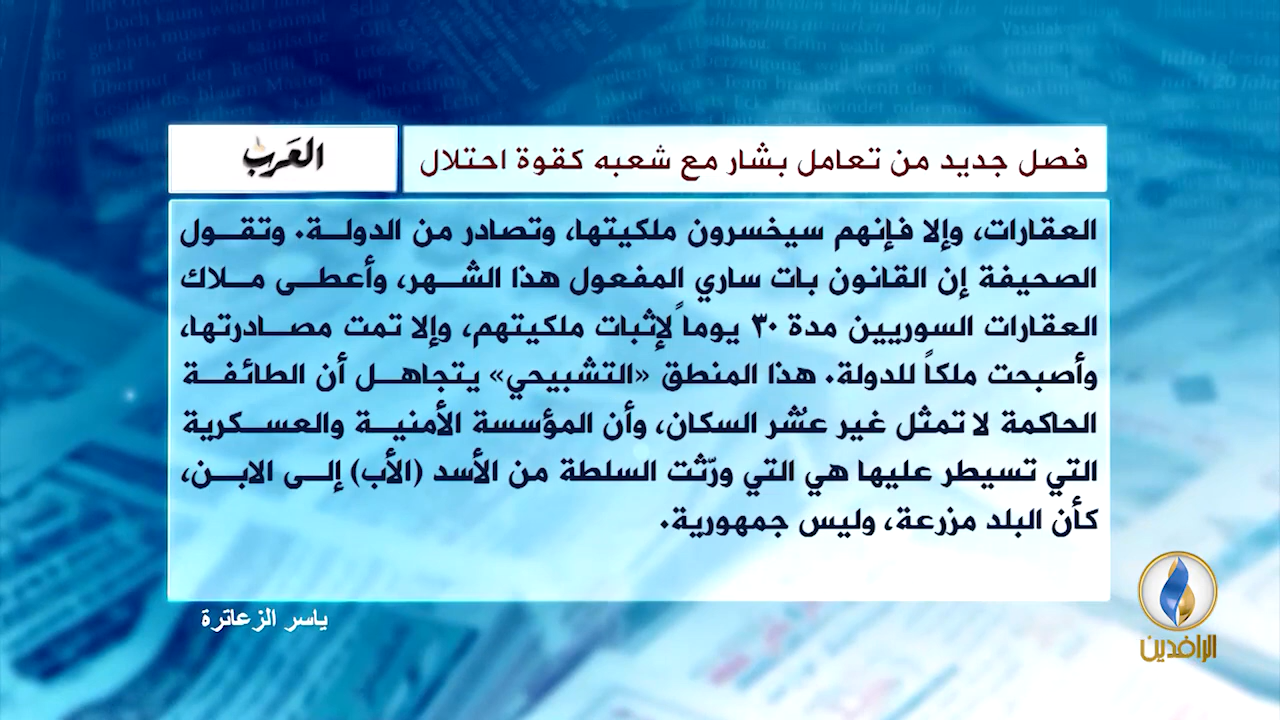 العرب
فصل جديد من تعامل بشار مع شعبه كقوة احتلال
العقارات، وإلا فإنهم سيخسرون ملكيتها، وتصادر من الدولة. وتقول
الصحيفة إن القانون بات ساري المفعول هذا الشهر، وأعطى ملاك
العقارات السوريين مدة ٣٠ يوماً لإثبات ملكيتهم، وإلا تمت مصادرتها،
وأصبحت ملكاً للدولة. هذا المنطق «التشبيحي» يتجاهل أن الطائفة
الحاكمة لا تمثل غير عُشر السكان، وأن المؤسسة الأمنية والعسكرية
التي تسيطر عليها هي التي ورّثت السلطة من الأسد (الأب) إلى الابن،
كأن البلد مزرعة، وليس جمهورية.
ياسر الزعاترة
الرافدين